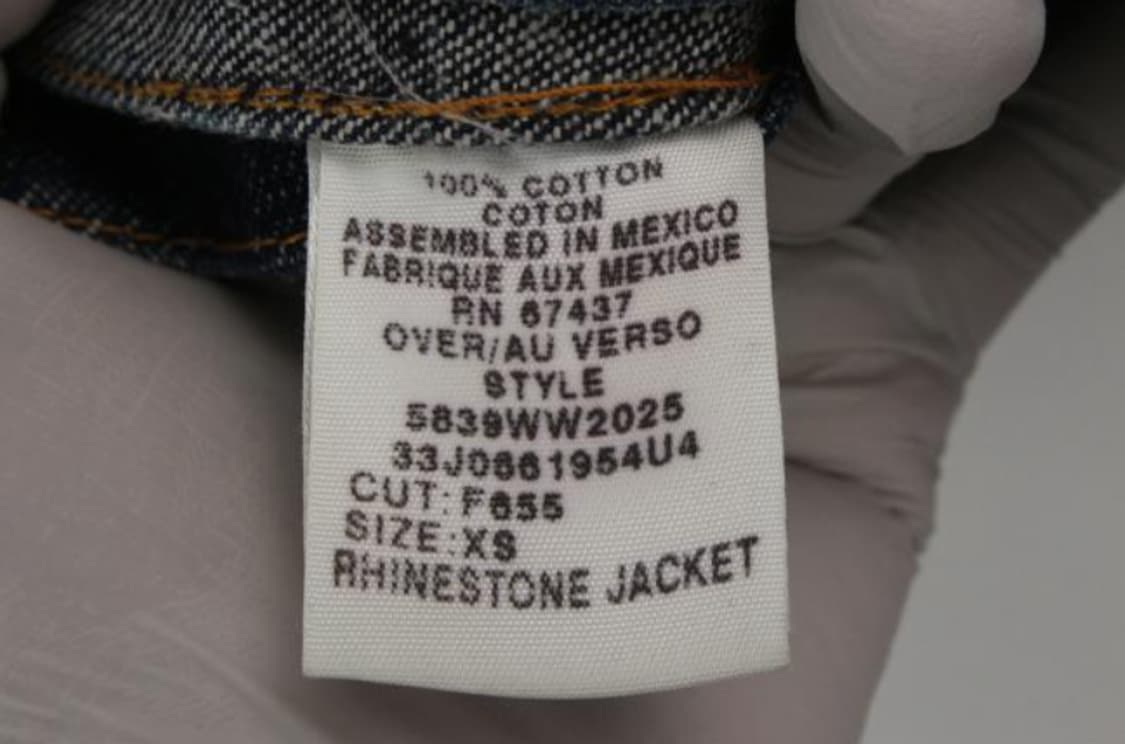 100% COTTON
COTON
ASSEMBLED IN MEXICO
FABRIQUE AUX MEXIQUE
RN 67437
OVER/AU VERSO
STYLE
5839WW2025
33J0861954U4
CUT: F655
SIZE: XS
RHINESTONE JACKET